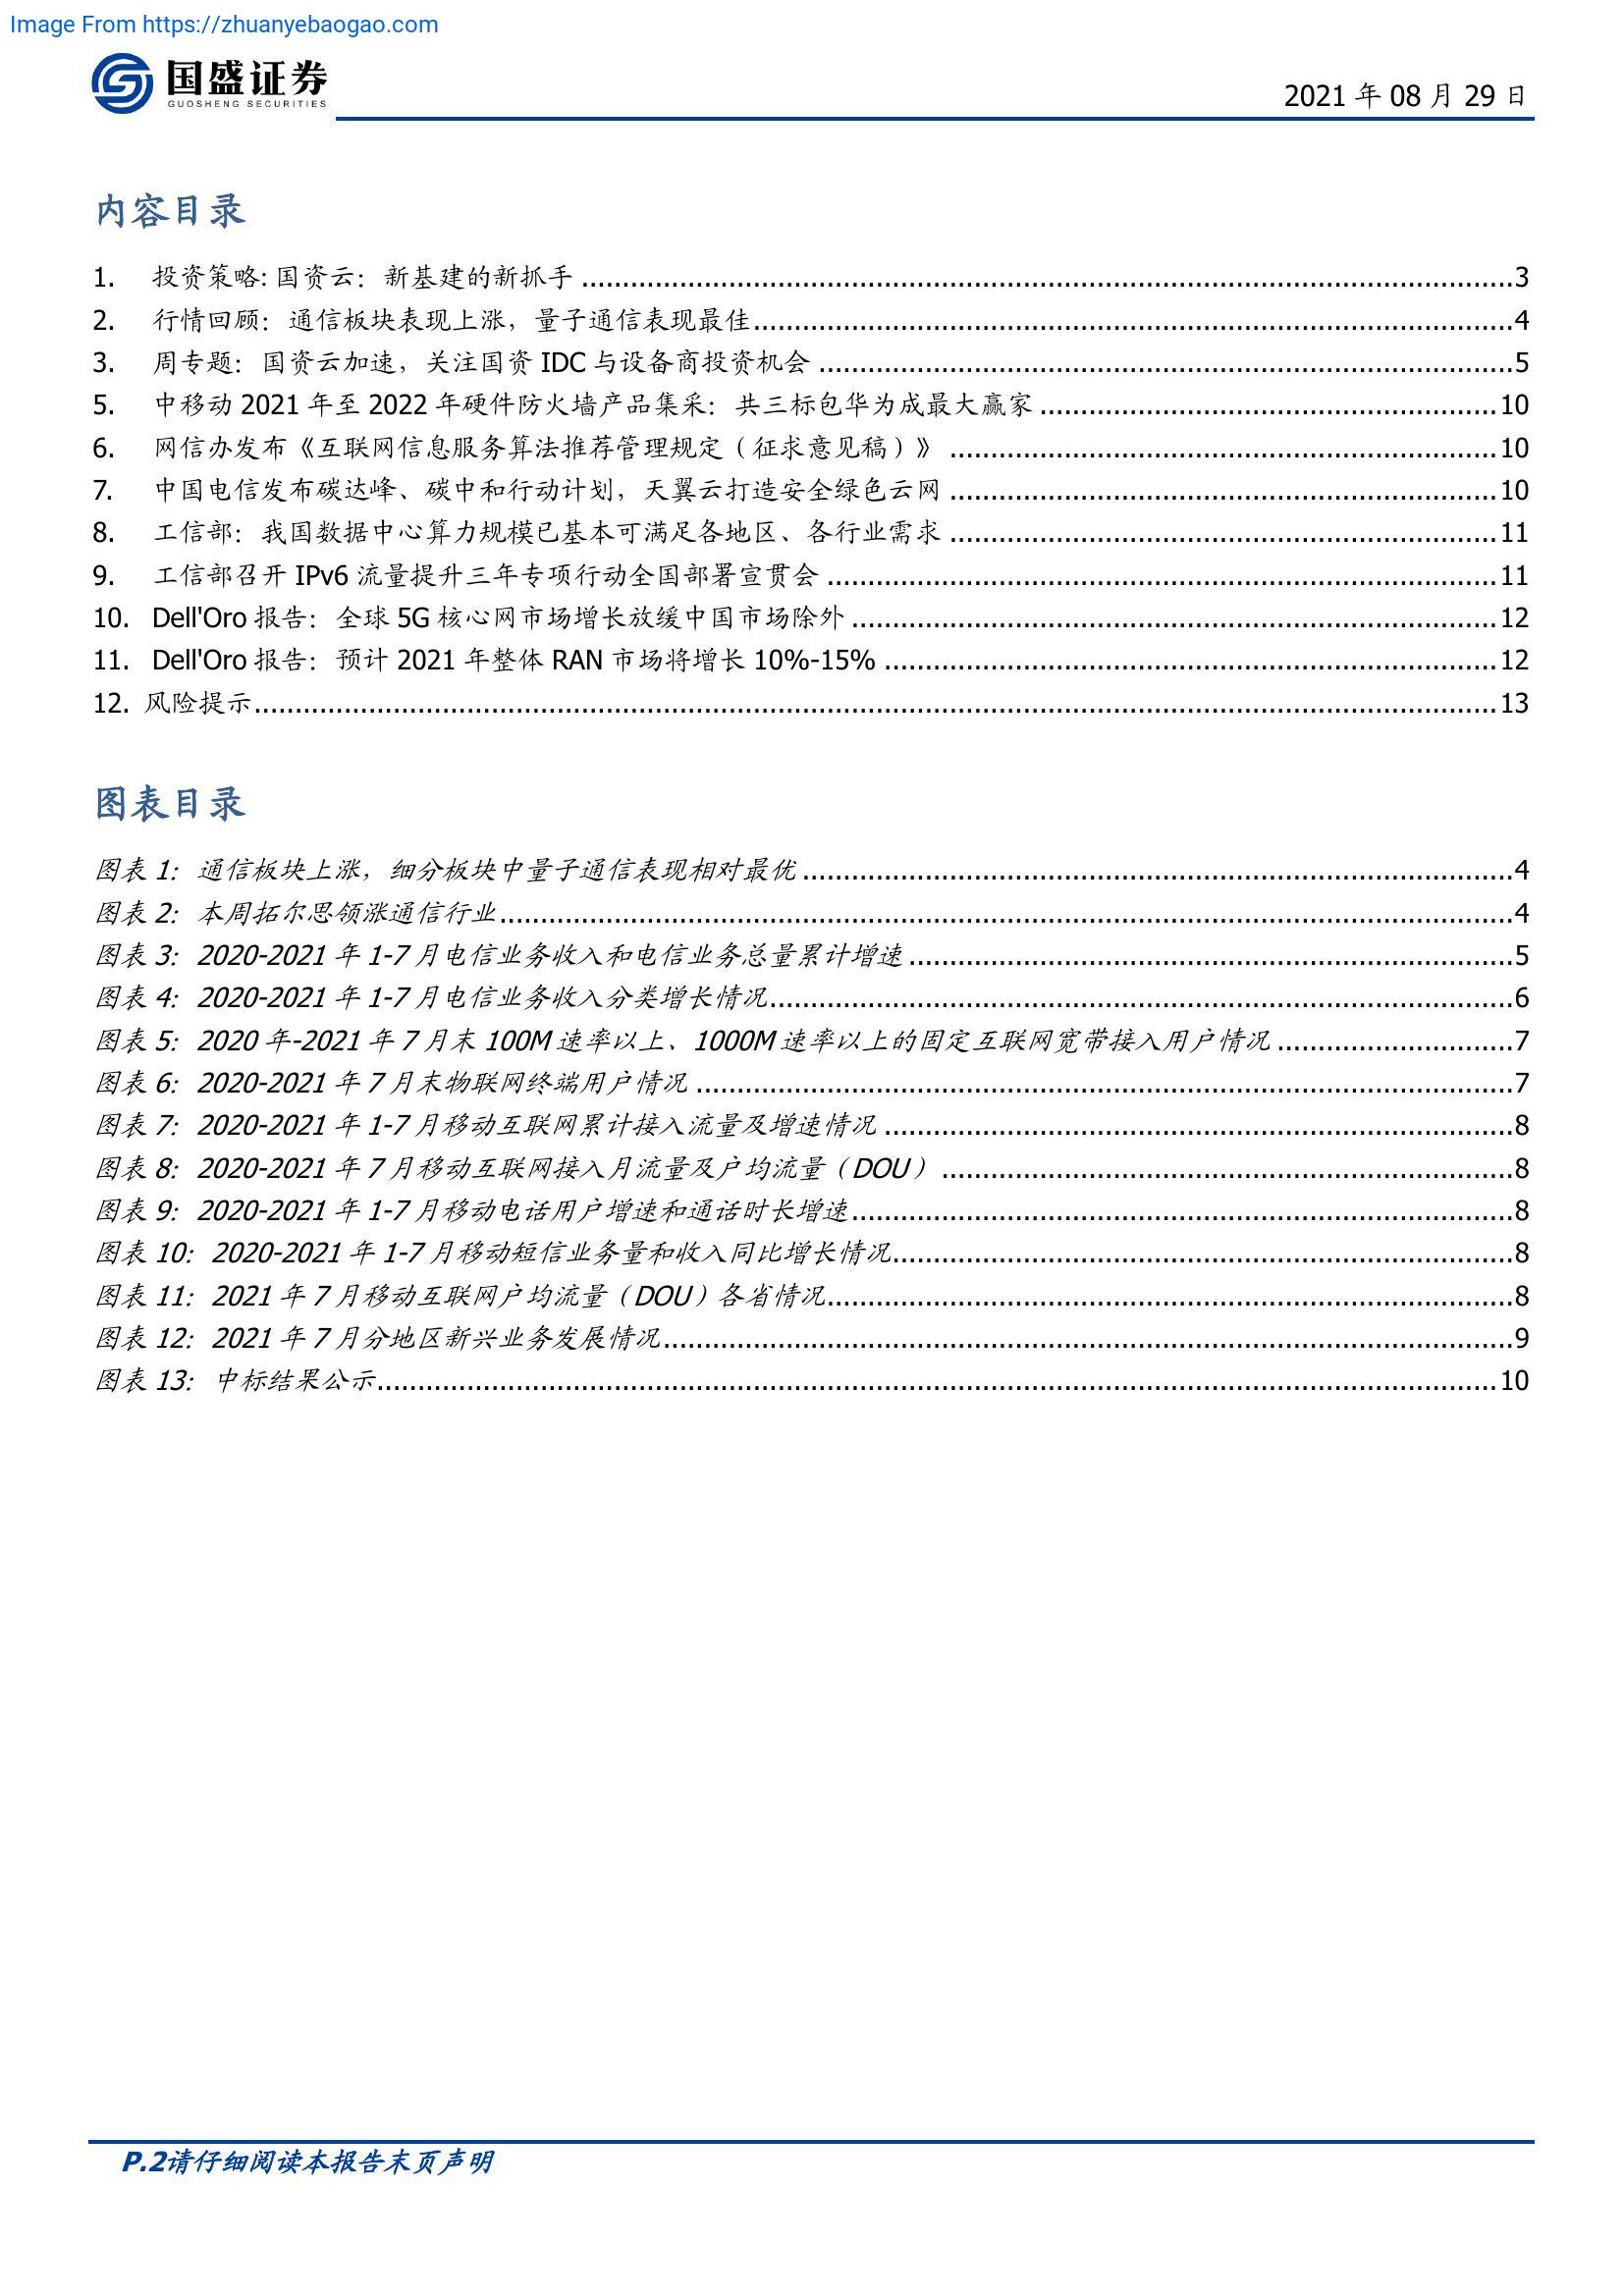 Image From https://zhuanyebaogao.com
国盛证券
GUOSHENG SECURITIES
2021 年 08 月 29 日
内容目录
1. 投资策略: 国资云：新基建的新抓手 3
2. 行情回顾：通信板块表现上涨，量子通信表现最佳 4
3. 周专题：国资云加速，关注国资 IDC 与设备商投资机会 5
5. 中移动 2021 年至 2022 年硬件防火墙产品集采：共三标包华为成最大赢家 10
6. 网信办发布《互联网信息服务算法推荐管理规定（征求意见稿）》 10
7. 中国电信发布碳达峰、碳中和行动计划，天翼云打造安全绿色云网 10
8. 工信部：我国数据中心算力规模已基本可满足各地区、各行业需求 11
9. 工信部召开 IPv6 流量提升三年专项行动全国部署宣贯会 11
10. Dell'Oro 报告：全球 5G 核心网市场增长放缓中国市场除外 12
11. Dell'Oro 报告：预计 2021 年整体 RAN 市场将增长 10%-15% 12
12. 风险提示 13
图表目录
图表 1：通信板块上涨，细分板块中量子通信表现相对最优 4
图表 2：本周拓尔思领涨通信行业 4
图表 3：2020-2021 年 1-7 月电信业务收入和电信业务总量累计增速 5
图表 4：2020-2021 年 1-7 月电信业务收入分类增长情况 6
图表 5：2020 年-2021 年 7 月末 100M 速率以上、1000M 速率以上的固定互联网宽带接入用户情况 7
图表 6：2020-2021 年 7 月末物联网终端用户情况 7
图表 7：2020-2021 年 1-7 月移动互联网累计接入流量及增速情况 8
图表 8：2020-2021 年 7 月移动互联网接入月流量及户均流量（DOU） 8
图表 9：2020-2021 年 1-7 月移动电话用户增速和通话时长增速 8
图表 10：2020-2021 年 1-7 月移动短信业务量和收入同比增长情况 8
图表 11：2021 年 7 月移动互联网户均流量（DOU）各省情况 8
图表 12：2021 年 7 月分地区新兴业务发展情况 9
图表 13：中标结果公示 10
P.2请仔细阅读本报告末页声明